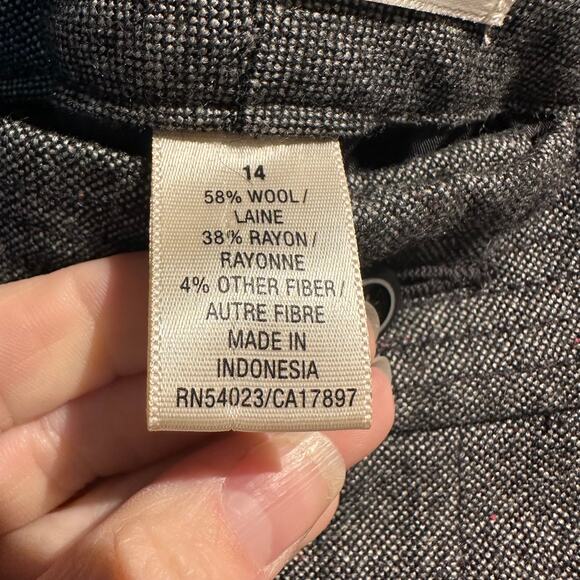 14
58% WOOL/
LAINE
38% RAYON/
RAYONNE
4% OTHER FIBER/
AUTRE FIBRE
MADE IN
INDONESIA
RN54023/CA17897